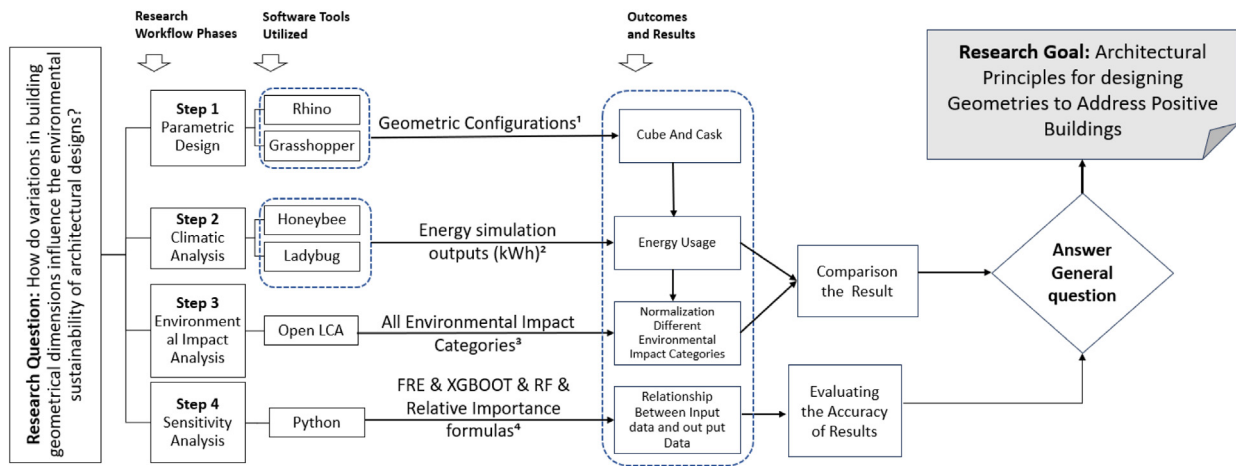 Research
Workflow Phases
Software Tools
Utilized
Outcomes
and Results
Research Question: How do variations in building
geometrical dimensions influence the environmental
sustainability of architectural designs?
Step 1
Parametric
Design
Rhino
Grasshopper
Geometric Configurations¹
Cube And Cask
Step 2
Climatic
Analysis
Honeybee
Ladybug
Energy simulation
outputs (kWh)²
Energy Usage
Step 3
Environment
al Impact
Analysis
Open LCA
All Environmental Impact
Categories³
Normalization
Different
Environmental
Impact Categories
Step 4
Sensitivity
Analysis
Python
FRE & XGBOOT & RF &
Relative Importance
formulas⁴
Relationship
Between Input
data and out put
Data
Comparison
the Result
Evaluating
the Accuracy
of Results
Answer
General
question
Research Goal: Architectural
Principles for designing
Geometries to Address Positive
Buildings